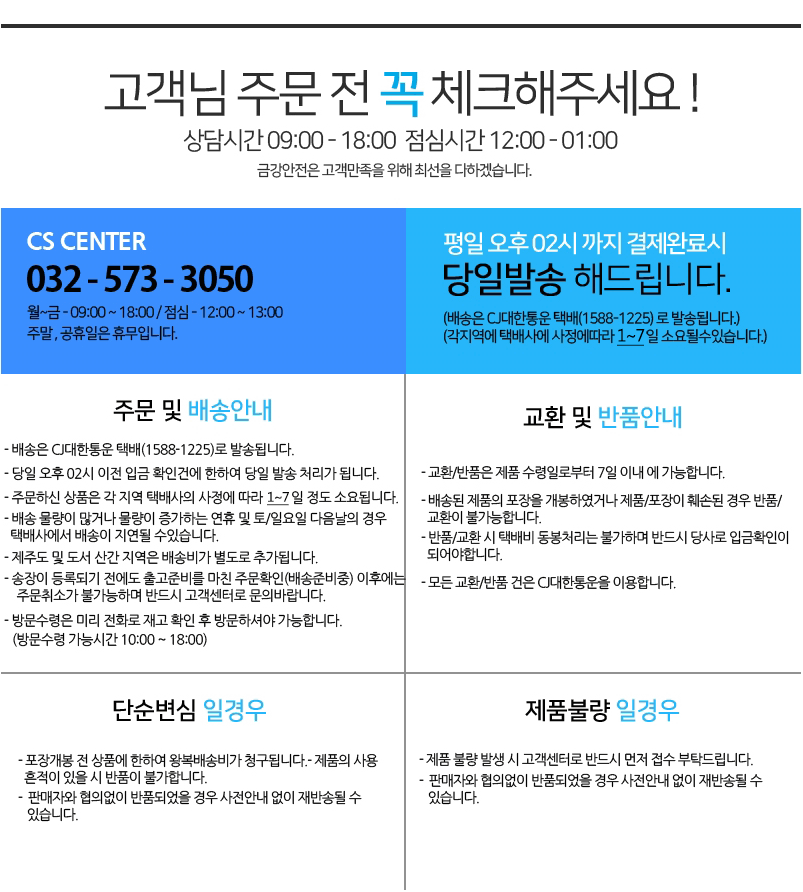 고객님 주문 전 꼭 체크해주세요 !
상담시간 09:00 - 18:00 점심시간 12:00 - 01:00
금강안전은 고객만족을 위해 최선을 다하겠습니다.
CS CENTER
032 - 573 - 3050
월~금 - 09:00 ~ 18:00 / 점심 - 12:00 ~ 13:00
주말 , 공휴일은 휴무입니다.
평일 오후 02시 까지 결제완료시
당일발송 해드립니다.
(배송은 CJ대한통운 택배(1588-1225) 로 발송됩니다.)
(각지역에 택배사에 사정에따라 1~7일 소요될수있습니다.)
주문 및 배송안내
- 배송은 CJ대한통운 택배(1588-1225)로 발송됩니다.
- 당일 오후 02시 이전 입금 확인건에 한하여 당일 발송 처리가 됩니다.
- 주문하신 상품은 각 지역 택배사의 사정에 따라 1~7일 정도 소요됩니다.
- 배송 물량이 많거나 물량이 증가하는 연휴 및 토/일요일 다음날의 경우
택배사에서 배송이 지연될 수있습니다.
- 제주도 및 도서 산간 지역은 배송비가 별도로 추가됩니다.
- 송장이 등록되기 전에도 출고준비를 마친 주문확인(배송준비중) 이후에는
주문취소가 불가능하며 반드시 고객센터로 문의바랍니다.
- 방문수령은 미리 전화로 재고 확인 후 방문하셔야 가능합니다.
(방문수령 가능시간 10:00 ~ 18:00)
교환 및 반품안내
- 교환/반품은 제품 수령일로부터 7일 이내 에 가능합니다.
- 배송된 제품의 포장을 개봉하였거나 제품/포장이 훼손된 경우 반품/
교환이 불가능합니다.
- 반품/교환 시 택배비 동봉처리는 불가하며 반드시 당사로 입금확인이
되어야합니다.
- 모든 교환/반품 건은 CJ대한통운을 이용합니다.
단순변심 일경우
- 포장개봉 전 상품에 한하여 왕복배송비가 청구됩니다.- 제품의 사용
흔적이 있을 시 반품이 불가합니다.
- 판매자와 협의없이 반품되었을 경우 사전안내 없이 재반송될 수
있습니다.
제품불량 일경우
- 제품 불량 발생 시 고객센터로 반드시 먼저 접수 부탁드립니다.
- 판매자와 협의없이 반품되었을 경우 사전안내 없이 재반송될 수
있습니다.